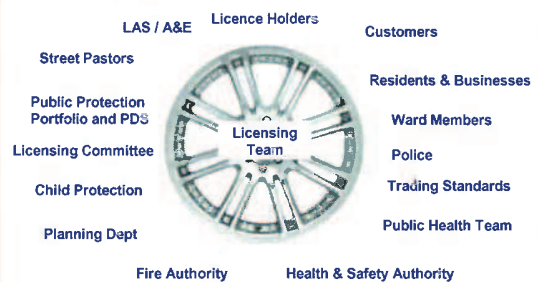 LAS / A&E
Licence Holders
Customers
Street Pastors
Residents & Businesses
Public Protection
Portfolio and PDS
Ward Members
Licensing
Team
Licensing Committee
Police
Child Protection
Trading Standards
Public Health Team
Planning Dept
Fire Authority
Health & Safety Authority